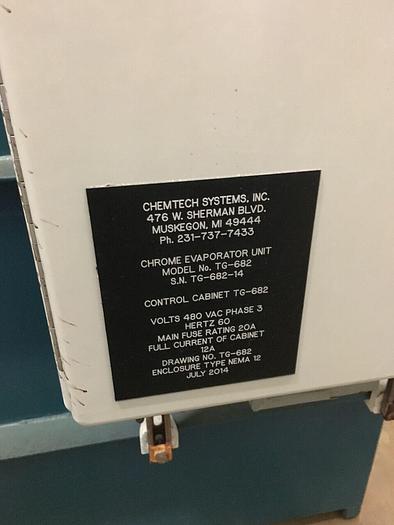 CHEMTECH SYSTEMS, INC.
476 W. SHERMAN BLVD.
MUSKEGON, MI 49444
Ph. 231-737-7433
CHROME EVAPORATOR UNIT
MODEL No. TG-682
S.N. TG-682-14
CONTROL CABINET TG-682
VOLTS 480 VAC PHASE 3
HERTZ 60
MAIN FUSE RATING 20A
FULL CURRENT OF CABINET
12A
DRAWING NO. TG-682
ENCLOSURE TYPE NEMA 12
JULY 2014